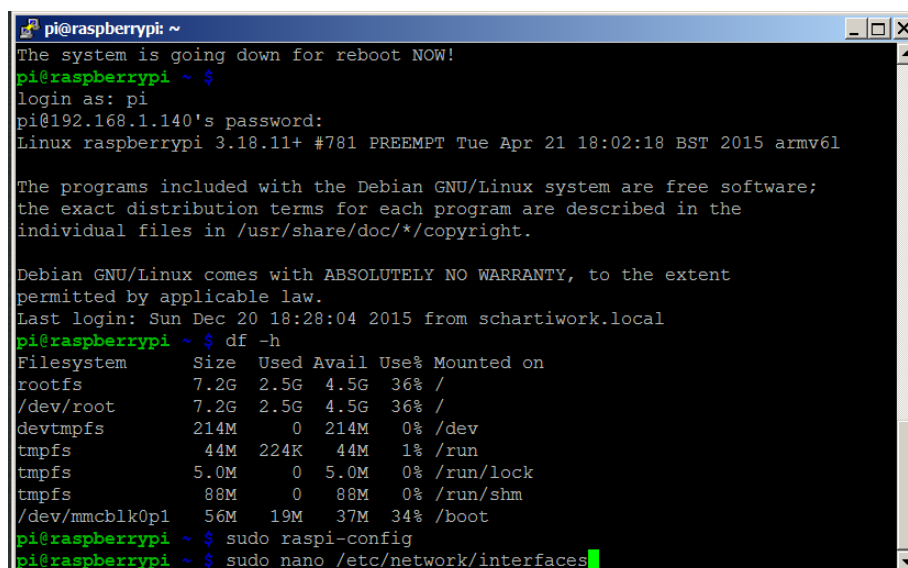 pi@raspberrypi: ~
The system is going down for reboot NOW!
pi@raspberrypi ~ $
login as: pi
pi@192.168.1.140's password:
Linux raspberrypi 3.18.11+ #781 PREEMPT Tue Apr 21 18:02:18 BST 2015 armv6l
The programs included with the Debian GNU/Linux system are free software;
the exact distribution terms for each program are described in the
individual files in /usr/share/doc/*/copyright.
Debian GNU/Linux comes with ABSOLUTELY NO WARRANTY, to the extent
permitted by applicable law.
Last login: Sun Dec 20 18:28:04 2015 from schartiwork.local
pi@raspberrypi ~ $ df -h
Filesystem      Size  Used Avail Use% Mounted on
rootfs          7.2G  2.5G  4.5G  36% /
/dev/root       7.2G  2.5G  4.5G  36% /
devtmpfs        214M     0  214M   0% /dev
tmpfs            44M  224K   44M   1% /run
tmpfs           5.0M     0  5.0M   0% /run/lock
tmpfs            88M     0   88M   0% /run/shm
/dev/mmcblk0p1   56M   19M   37M  34% /boot
pi@raspberrypi ~ $ sudo raspi-config
pi@raspberrypi ~ $ sudo nano /etc/network/interfaces